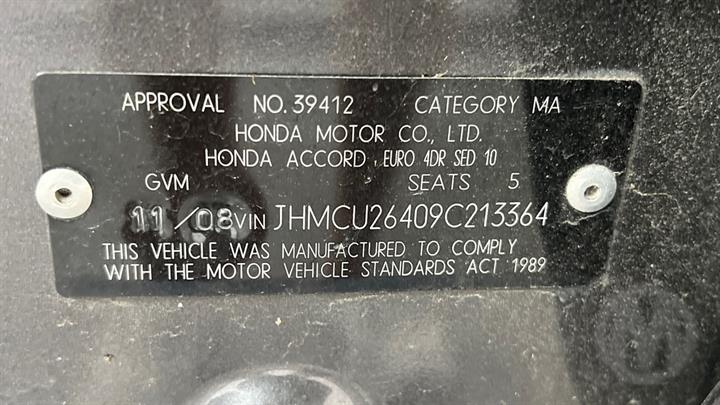 APPROVAL NO. 39412 CATEGORY MA
HONDA MOTOR CO., LTD.
HONDA ACCORD, EURO 4DR SED 10
GVM SEATS 5
11/08 VIN JHMCU26409C213364
THIS VEHICLE WAS MANUFACTURED TO COMPLY
WITH THE MOTOR VEHICLE STANDARDS ACT 1989